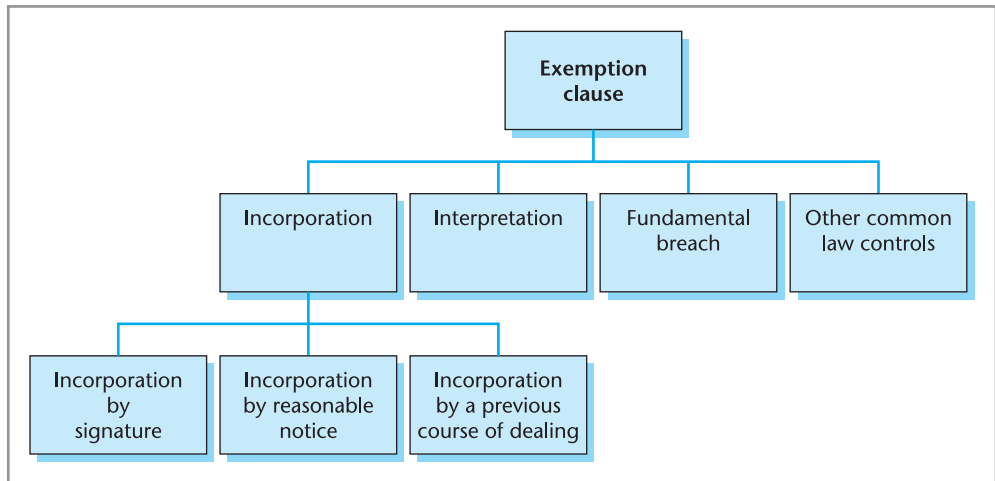 Exemption
clause
Incorporation
Interpretation
Fundamental
breach
Other common
law controls
Incorporation
by
signature
Incorporation
by reasonable
notice
Incorporation
by a previous
course of dealing